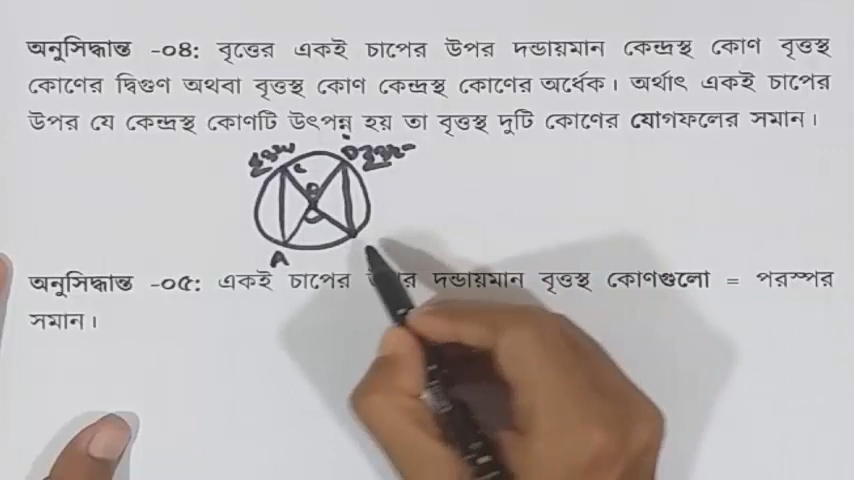 অনুসিদ্ধান্ত -০৪: বৃত্তের একই চাপের উপর দন্ডায়মান কেন্দ্রস্থ কোণ বৃত্তস্থ
কোণের দ্বিগুণ অথবা বৃত্তস্থ কোণ কেন্দ্রস্থ কোণের অর্ধেক। অর্থাৎ একই চাপের
উপর যে কেন্দ্রস্থ কোণটি উৎপন্ন হয় তা বৃত্তস্থ দুটি কোণের যোগফলের সমান।
C D
A
অনুসিদ্ধান্ত -০৫: একই চাপের উপর দন্ডায়মান বৃত্তস্থ কোণগুলো = পরস্পর
সমান।